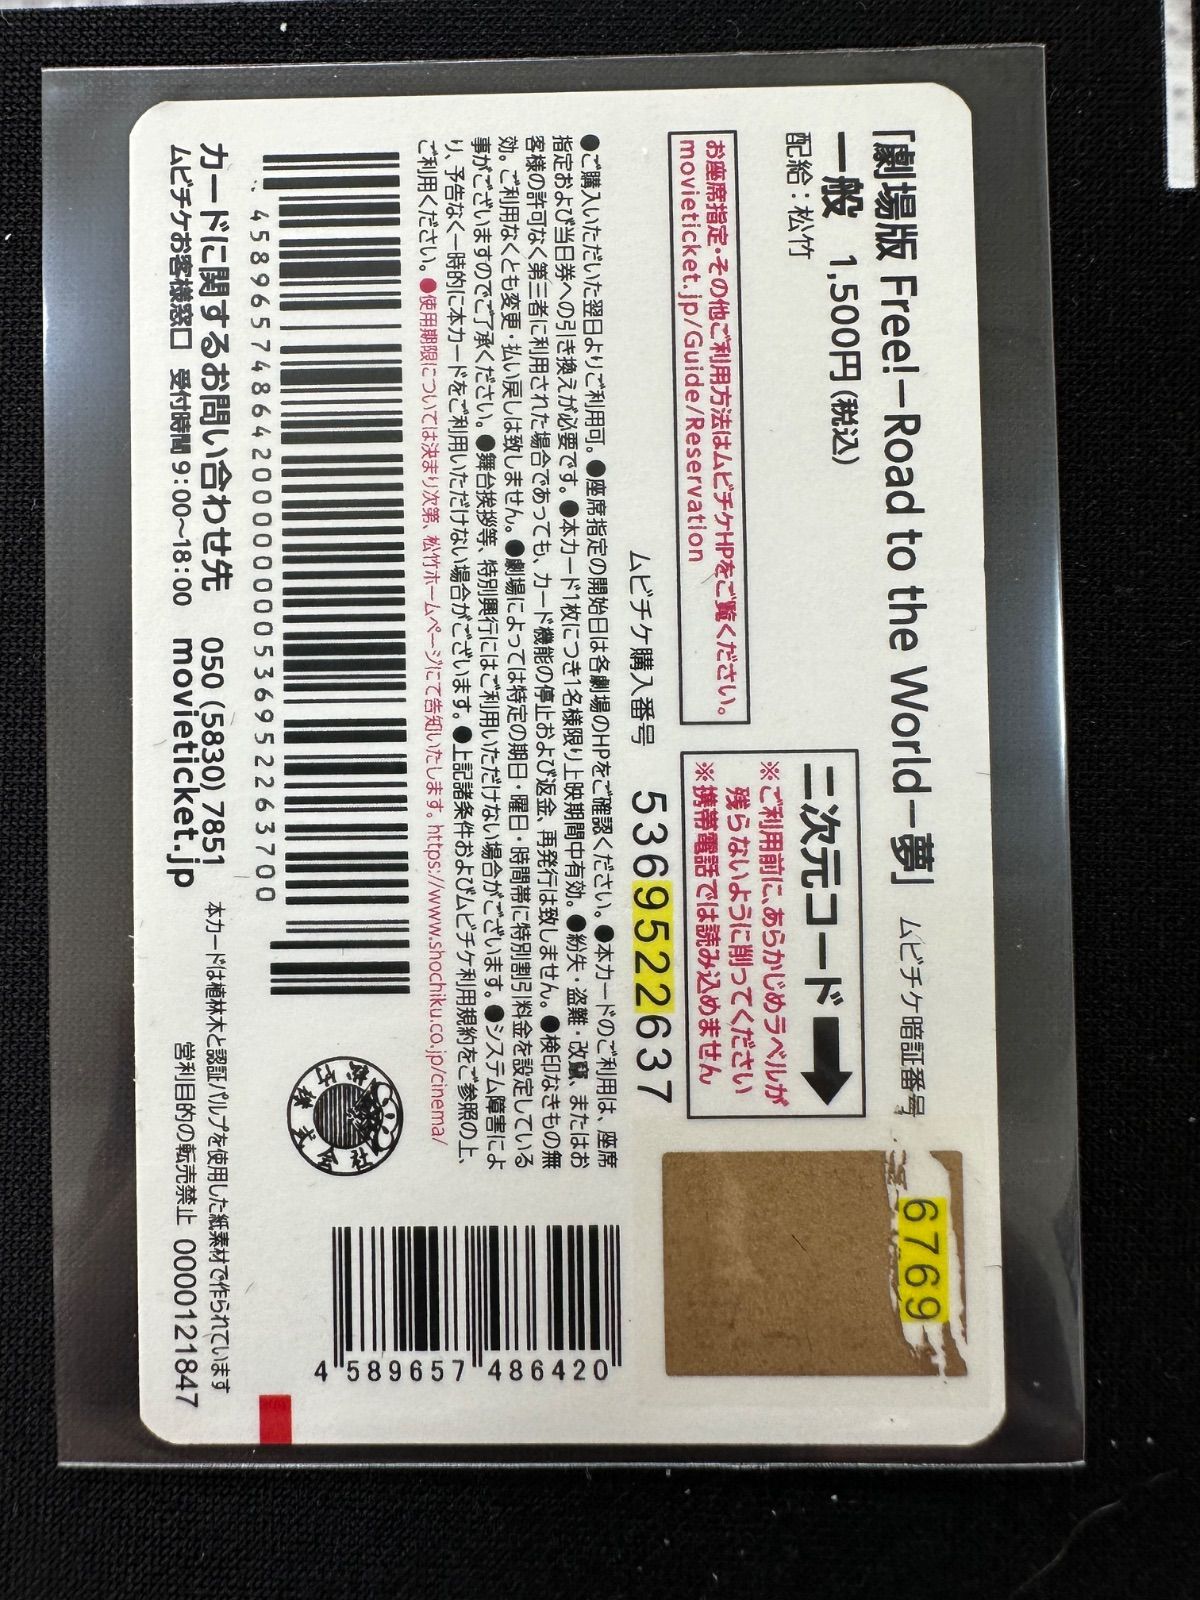 「劇場版 Free!－Road to the World－夢」
ムビチケ暗証番号
6769
一般 1,500円(税込)
配給：松竹
お座席指定・その他ご利用方法はムビチケHPをご覧ください。
movieticket.jp/Guide/Reservation
二次元コード
※ご利用前に、あらかじめラベルが
残らないように削ってください
※携帯電話では読み込めません
ムビチケ購入番号 5369522637
●ご購入いただいた翌日よりご利用可。●座席指定の開始日は各劇場のHPをご確認ください。●本カードのご利用は、座席
指定および当日券への引き換えが必要です。●本カード1枚につき1名様限り上映期間中有効。●紛失・盗難・改竄、またはお
客様の許可なく第三者に利用された場合であっても、カード機能の停止および返金、再発行は致しません。●検印なきもの無
効。ご利用なくとも変更・払い戻しは致しません。●劇場によっては特定の期日・曜日・時間帯に特別割引料金を設定している
事がございますのでご了承ください。●舞台挨拶等、特別興行にはご利用いただけない場合がございます。●システム障害によ
り、予告なく一時的に本カードをご利用いただけない場合がございます。●上記諸条件およびムビチケ利用規約をご参照の上、
ご利用ください。●使用期限については決まり次第、松竹ホームページにて告知いたします。https://www.shochiku.co.jp/cinema/
4589657486420000000000536952263700
松竹株式会社
4 589657 486420
カードに関するお問い合わせ先 050 (5830) 7851
ムビチケお客様窓口 受付時間 9:00～18:00 movieticket.jp
本カードは植林木と認証パルプを使用した紙素材で作られています
営利目的の転売禁止 0000121847